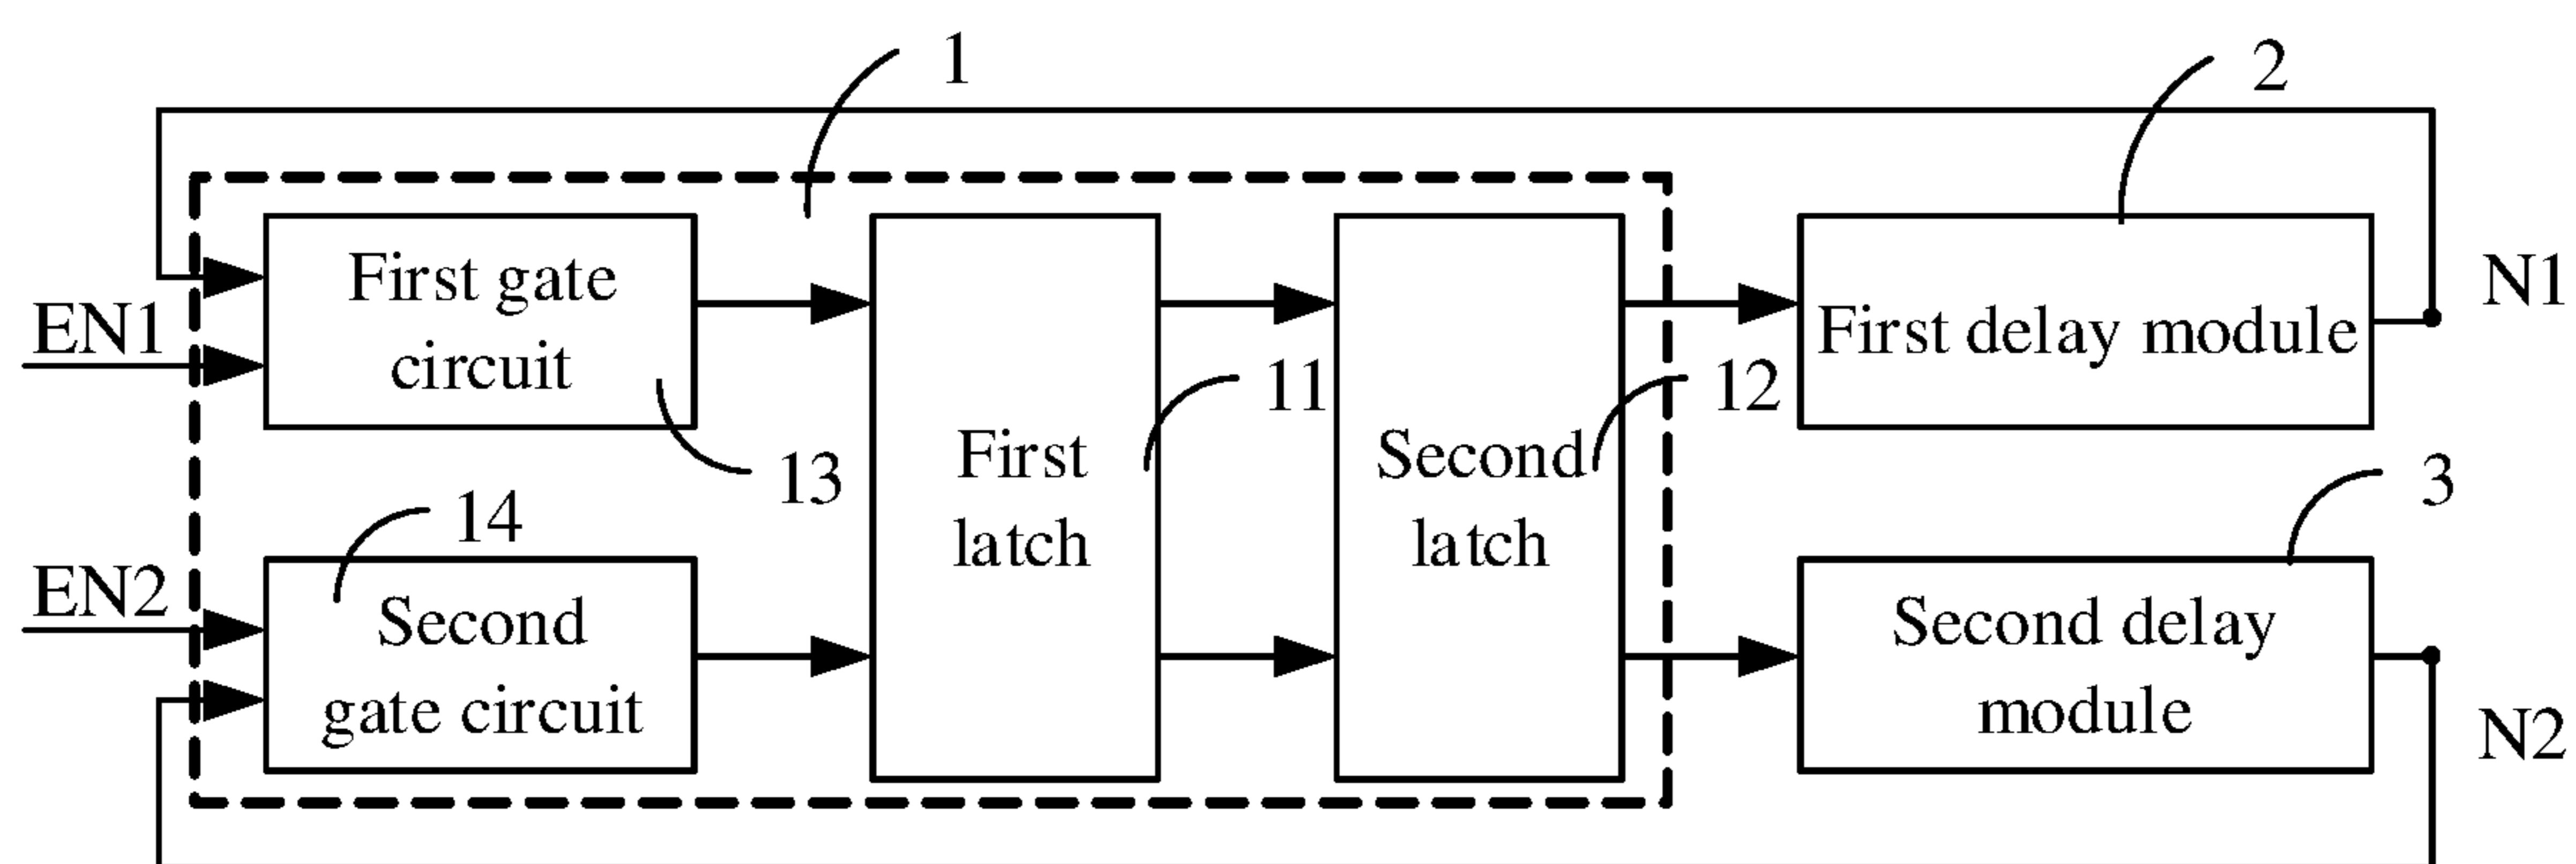 1
2
First gate
circuit
EN1
N1
First delay module
11
12
13
First
latch
Second
latch
3
14
EN2
Second
gate circuit
Second delay
module
N2